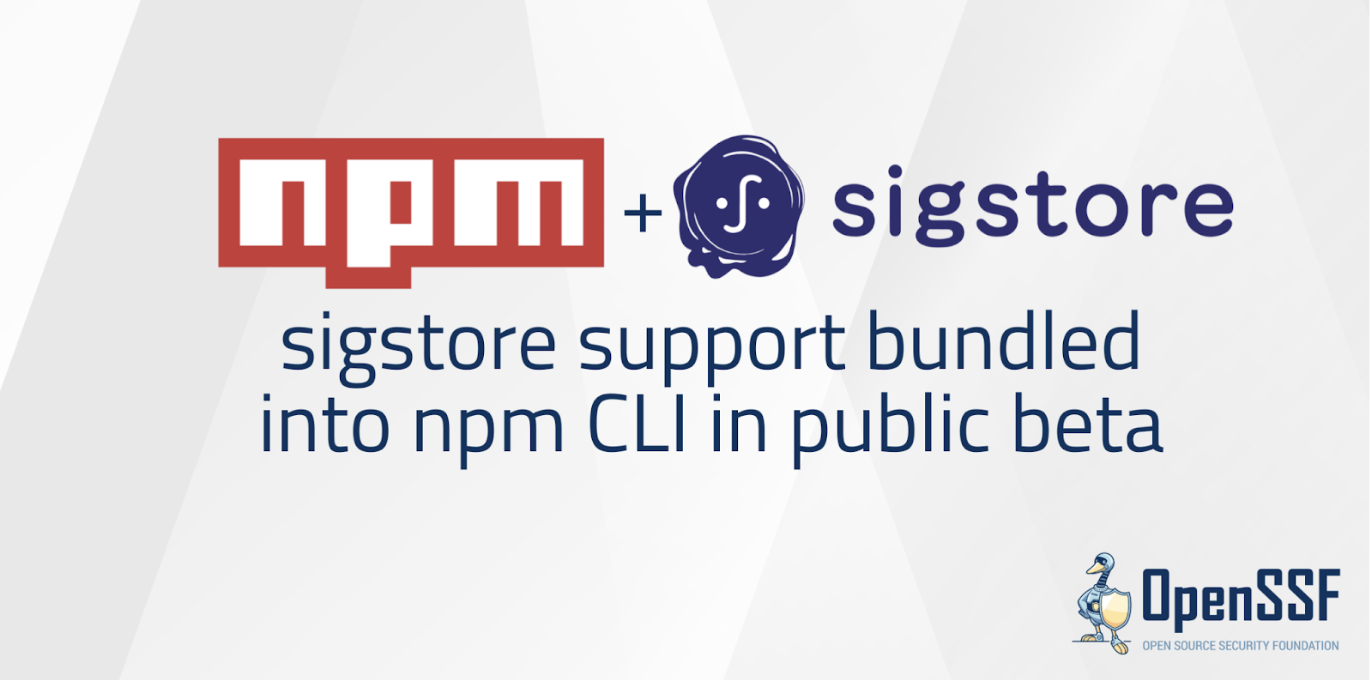 npm + sigstore
sigstore support bundled
into npm CLI in public beta
OpenSSF
OPEN SOURCE SECURITY FOUNDATION